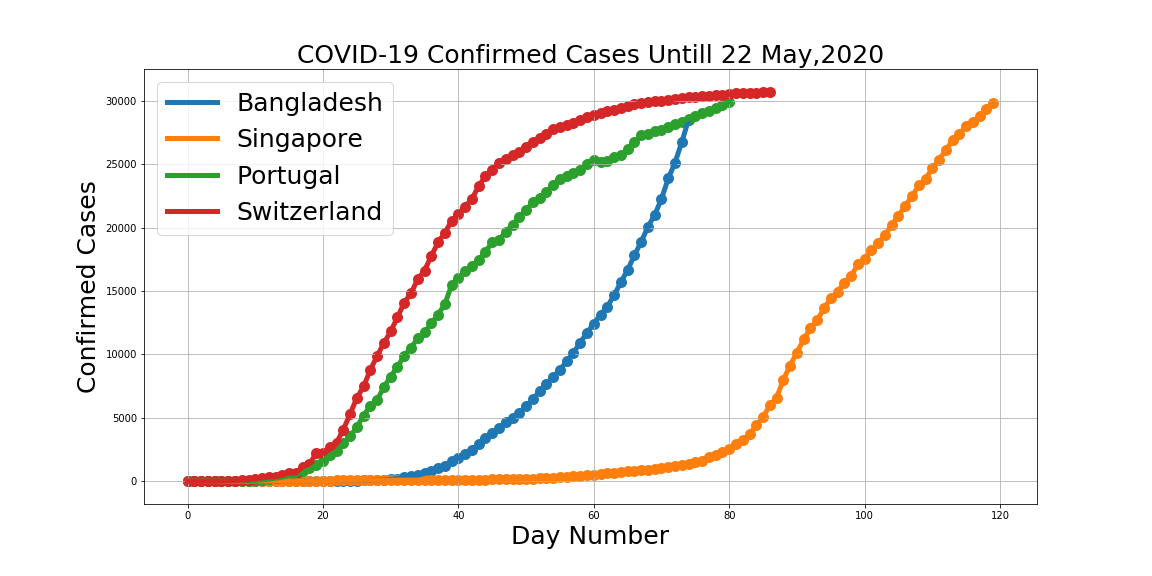 COVID-19 Confirmed Cases Untill 22 May,2020
Bangladesh
Singapore
Portugal
Switzerland
Confirmed Cases
30000
25000
20000
15000
10000
5000
0
0 20 40 60 80 100 120
Day Number